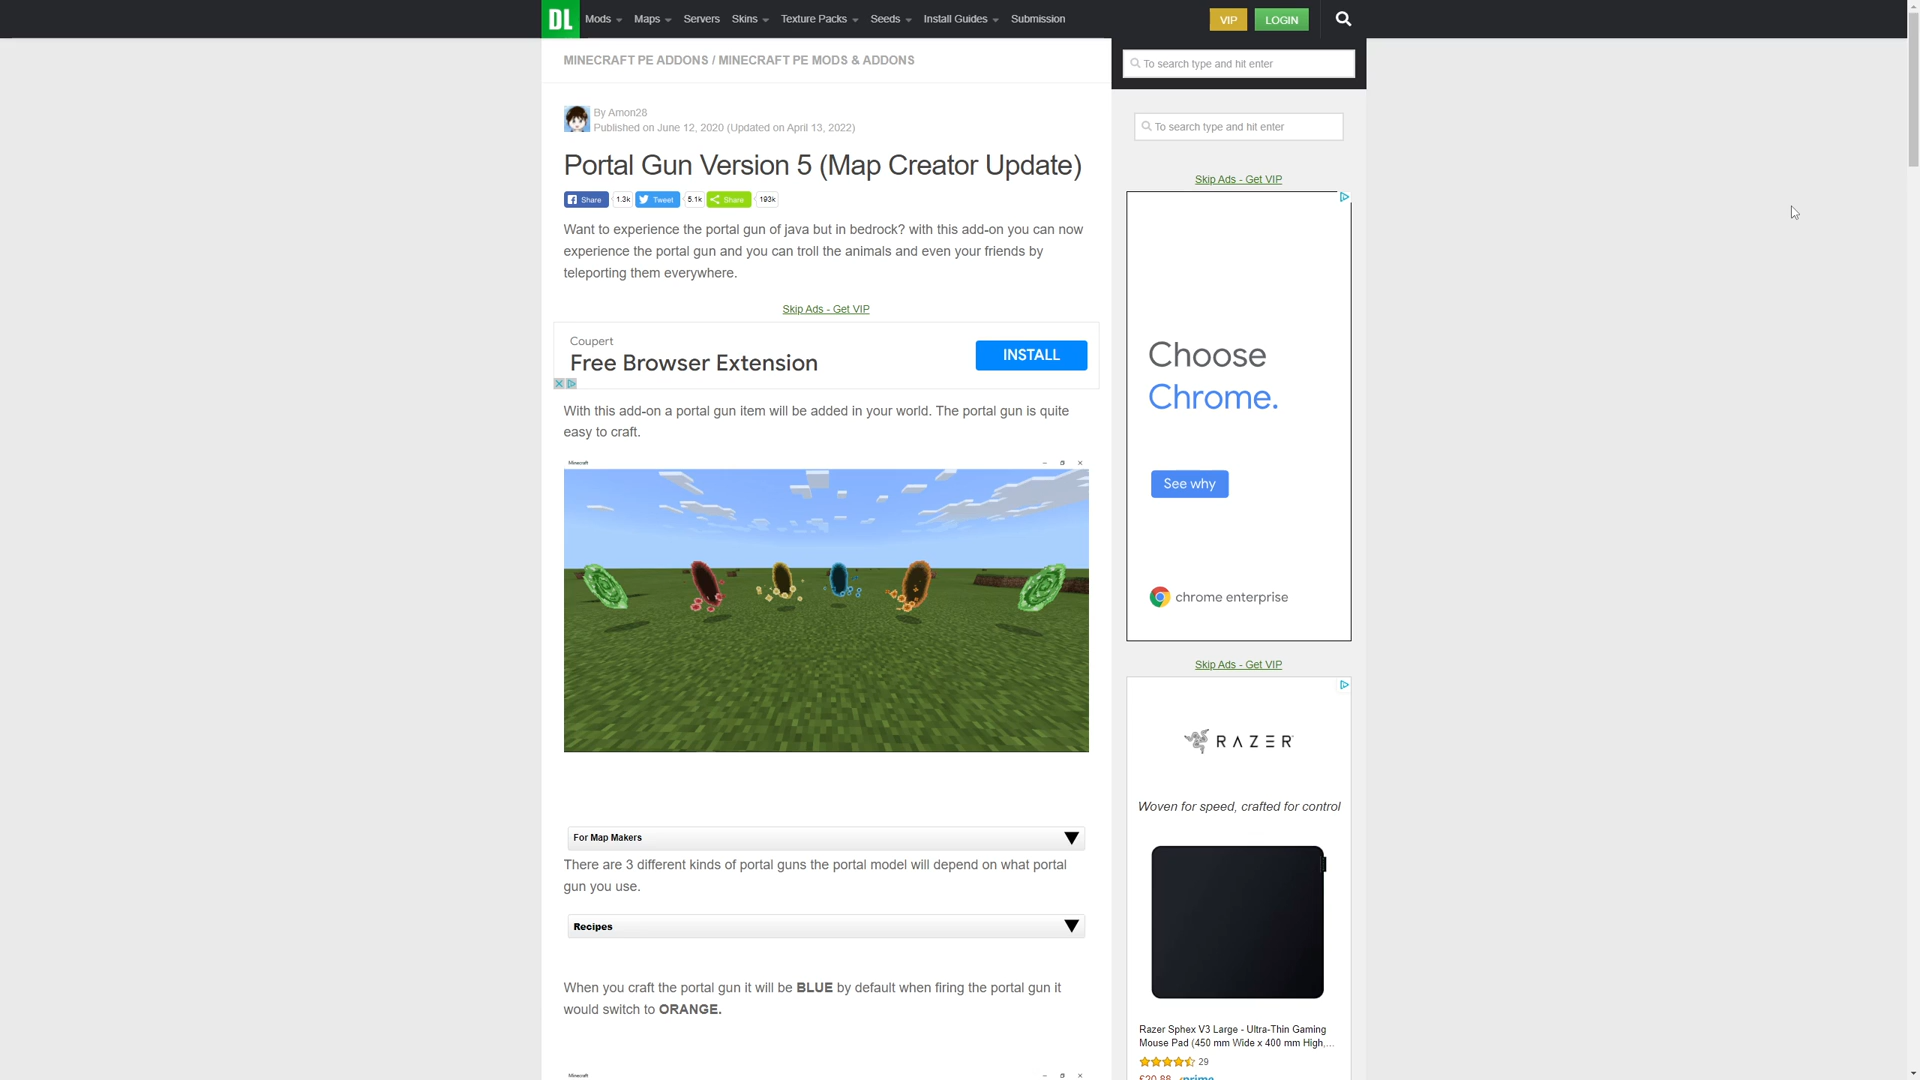 DL Mods Maps Servers Skins Texture Packs Seeds Install Guides Submission VIP LOGIN
MINECRAFT PE ADDONS / MINECRAFT PE MODS & ADDONS
To search type and hit enter
By Amon28
Published on June 12, 2020 (Updated on April 13, 2022)
To search type and hit enter
Portal Gun Version 5 (Map Creator Update)
Share 1.3k Tweet 5.1k Share 193k
Want to experience the portal gun of java but in bedrock? with this add-on you can now
experience the portal gun and you can troll the animals and even your friends by
teleporting them everywhere.
Skip Ads - Get VIP
Coupert
Free Browser Extension
INSTALL
With this add-on a portal gun item will be added in your world. The portal gun is quite
easy to craft.
Minecraft
For Map Makers
There are 3 different kinds of portal guns the portal model will depend on what portal
gun you use.
Recipes
When you craft the portal gun it will be BLUE by default when firing the portal gun it
would switch to ORANGE.
Minecraft
Skip Ads - Get VIP
Choose
Chrome.
See why
chrome enterprise
Skip Ads - Get VIP
RAZER
Woven for speed, crafted for control
Razer Sphex V3 Large - Ultra-Thin Gaming
Mouse Pad (450 mm Wide x 400 mm High,...
29
£20.88 prime